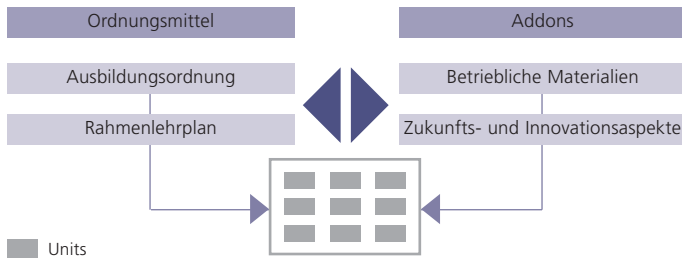 Ordnungsmittel
Addons
Ausbildungsordnung
Betriebliche Materialien
Rahmenlehrplan
Zukunfts- und Innovationsaspekte
Units